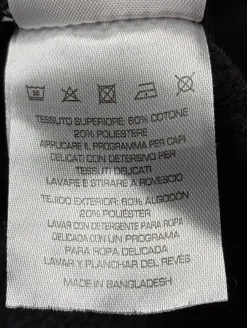 30
TESSUTO SUPERIORE: 80% COTONE
20% POLIESTERE
APPLICARE IL PROGRAMMA PER CAPI
DELICATI CON DETERSIVO PER
TESSUTI DELICATI
LAVARE E STIRARE A ROVESCIO
TEJIDO EXTERIOR: 80% ALGODÓN
20% POLIÉSTER
LAVAR CON DETERGENTE PARA ROPA
DELICADA CON UN PROGRAMA
PARA ROPA DELICADA
LAVAR Y PLANCHAR DEL REVÉS
MADE IN BANGLADESH